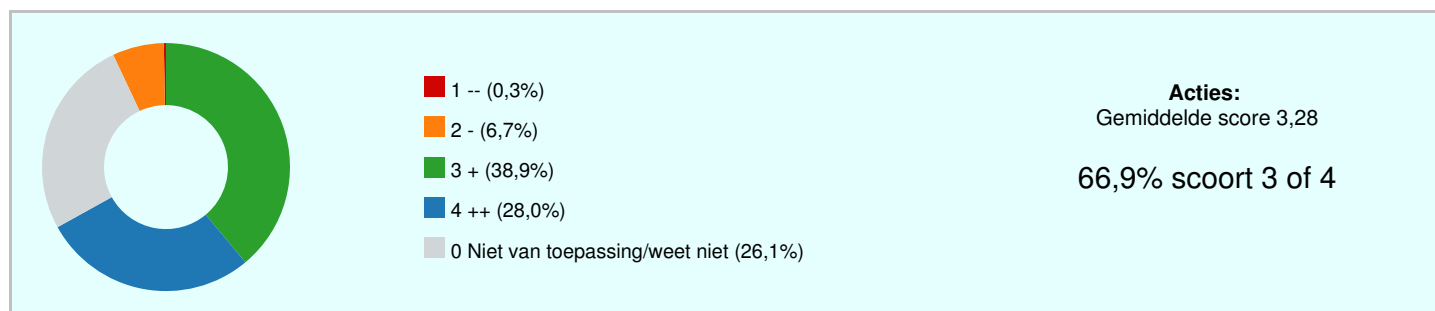 1 -- (0,3%)
2 - (6,7%)
3 + (38,9%)
4 ++ (28,0%)
0 Niet van toepassing/weet niet (26,1%)
Acties:
Gemiddelde score 3,28
66,9% scoort 3 of 4